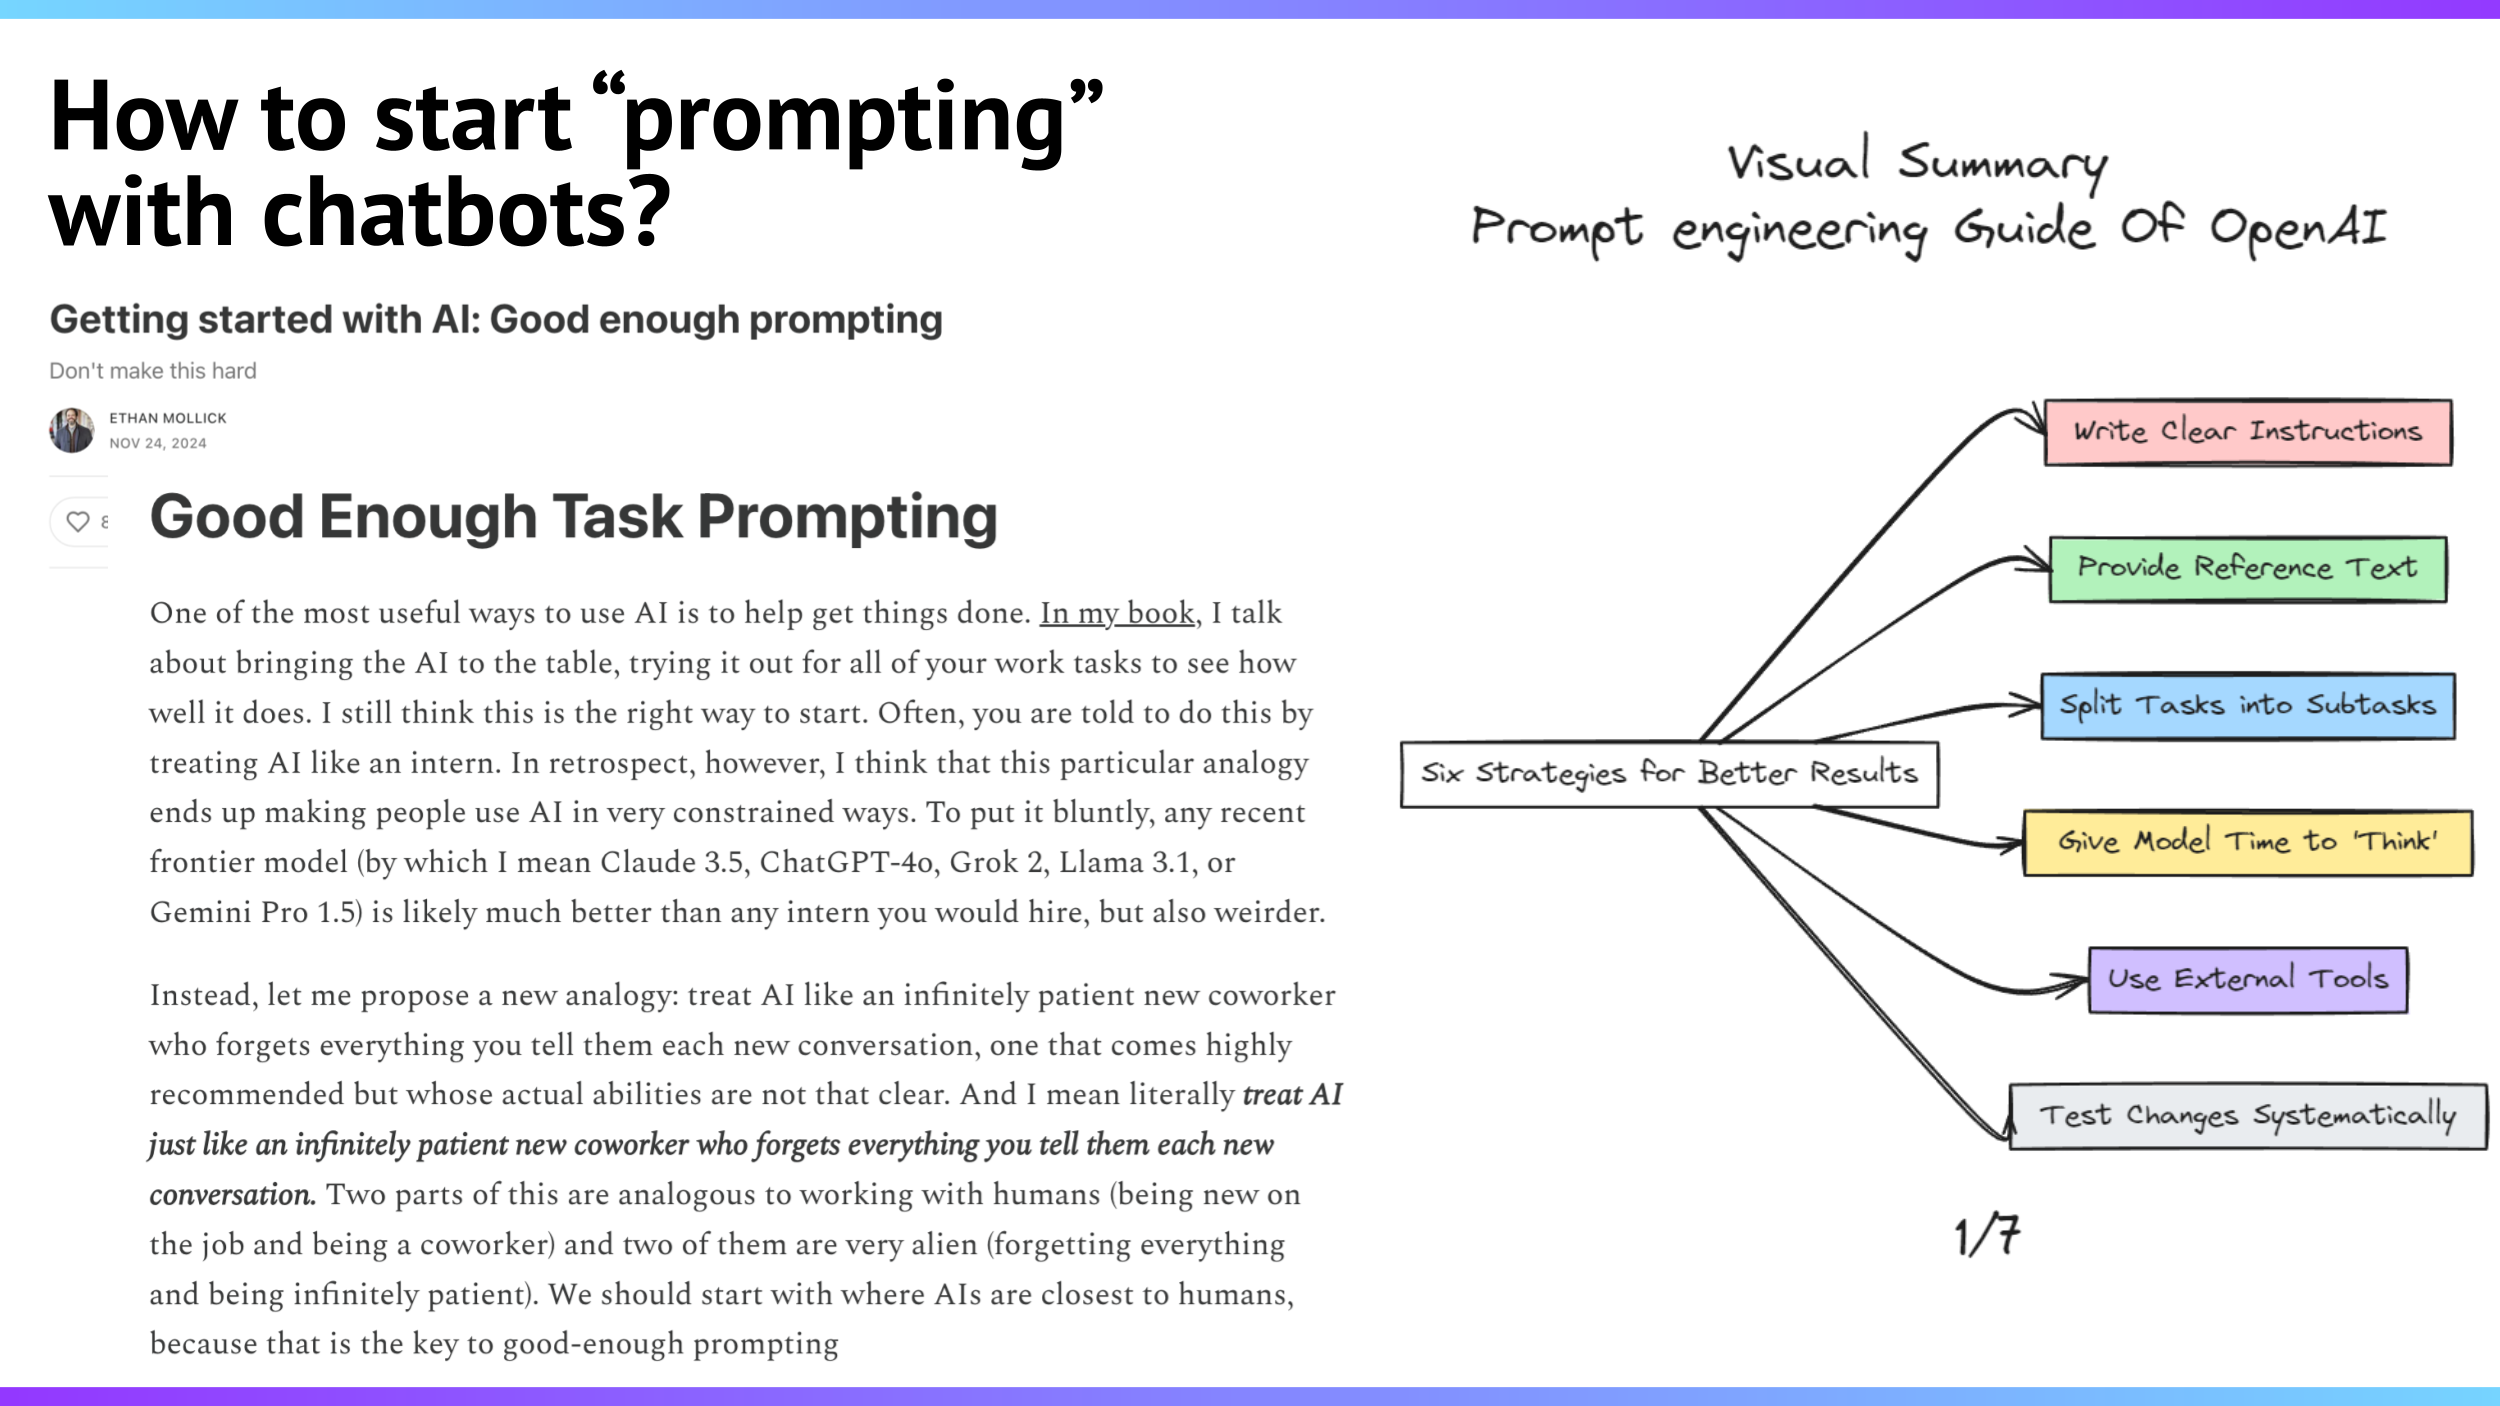 How to start “prompting”
with chatbots?
Getting started with AI: Good enough prompting
Don't make this hard
ETHAN MOLLICK
NOV 24, 2024
Good Enough Task Prompting
One of the most useful ways to use AI is to help get things done. In my book, I talk
about bringing the AI to the table, trying it out for all of your work tasks to see how
well it does. I still think this is the right way to start. Often, you are told to do this by
treating AI like an intern. In retrospect, however, I think that this particular analogy
ends up making people use AI in very constrained ways. To put it bluntly, any recent
frontier model (by which I mean Claude 3.5, ChatGPT-4o, Grok 2, Llama 3.1, or
Gemini Pro 1.5) is likely much better than any intern you would hire, but also weirder.
Instead, let me propose a new analogy: treat AI like an infinitely patient new coworker
who forgets everything you tell them each new conversation, one that comes highly
recommended but whose actual abilities are not that clear. And I mean literally treat AI
just like an infinitely patient new coworker who forgets everything you tell them each new
conversation. Two parts of this are analogous to working with humans (being new on
the job and being a coworker) and two of them are very alien (forgetting everything
and being infinitely patient). We should start with where AIs are closest to humans,
because that is the key to good-enough prompting
Visual Summary
Prompt engineering Guide Of OpenAI
Six Strategies for Better Results
Write Clear Instructions
Provide Reference Text
Split Tasks into Subtasks
Give Model Time to 'Think'
Use External Tools
Test Changes Systematically
1/7